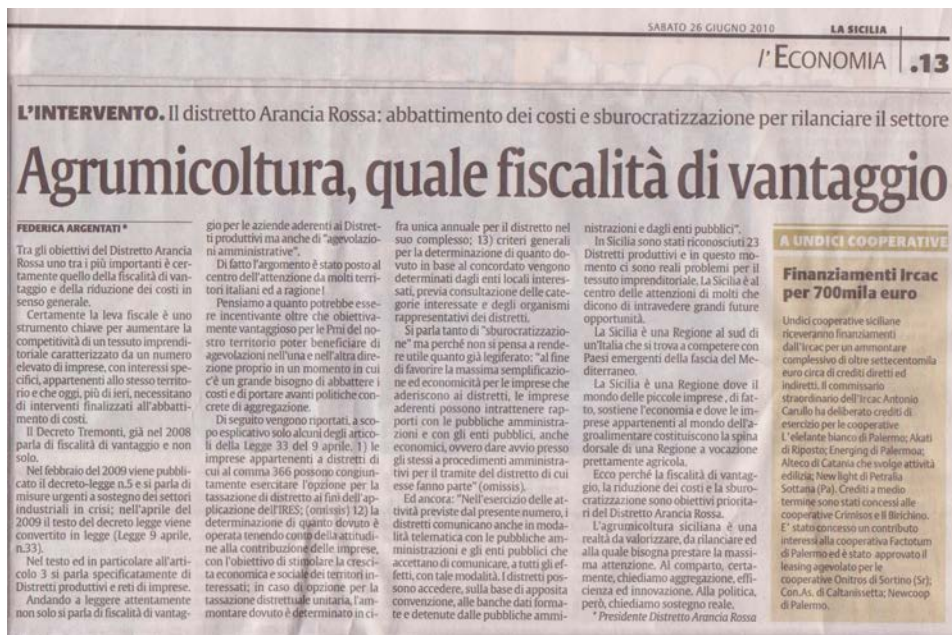 SABATO 26 GIUGNO 2010
LA SICILIA
l'ECONOMIA .13
L'INTERVENTO. Il distretto Arancia Rossa: abbattimento dei costi e sburocratizzazione per rilanciare il settore
Agrumicoltura, quale fiscalità di vantaggio
FEDERICA ARGENTATI *
Tra gli obiettivi del Distretto Arancia
Rossa uno tra i più importanti è cer-
tamente quello della fiscalità di van-
taggio e della riduzione dei costi in
senso generale.
Certamente la leva fiscale è uno
strumento chiave per aumentare la
competitività di un tessuto imprendi-
toriale caratterizzato da un numero
elevato di imprese, con interessi spe-
cifici, appartenenti allo stesso territo-
rio e che oggi, più di ieri, necessitano
di interventi finalizzati all'abbatti-
mento di costi.
Il Decreto Tremonti, già nel 2008
parla di fiscalità di vantaggio e non
solo.
Nel febbraio del 2009 viene pubbli-
cato il decreto-legge n.5 e si parla di
misure urgenti a sostegno dei settori
industriali in crisi; nell'aprile del
2009 il testo del decreto legge viene
convertito in legge (Legge 9 aprile,
n.33).
Nel testo ed in particolare all'arti-
colo 3 si parla specificatamente di
Distretti produttivi e reti di imprese.
Andando a leggere attentamente
non solo si parla di fiscalità di vantag-
gio per le aziende aderenti ai Distret-
ti produttivi ma anche di "agevolazio-
ni amministrative".
Di fatto l'argomento è stato posto al
centro dell'attenzione da molti terri-
tori italiani ed a ragione!
Pensiamo a quanto potrebbe esse-
re incentivante oltre che obiettiva-
mente vantaggioso per le Pmi del no-
stro territorio poter beneficiare di
agevolazioni nell'una e nell'altra dire-
zione proprio in un momento in cui
c'è un grande bisogno di abbattere i
costi e di portare avanti politiche con-
crete di aggregazione.
Di seguito vengono riportati, a sco-
po esplicativo solo alcuni degli artico-
li della Legge 33 del 9 aprile. 1) le
imprese appartenenti a distretti di
cui al comma 366 possono congiun-
tamente esercitare l'opzione per la
tassazione di distretto ai fini dell'ap-
plicazione dell'IRES; (omissis) 12) la
determinazione di quanto dovuto è
operata tenendo conto della attitudi-
ne alla contribuzione delle imprese,
con l'obiettivo di stimolare la cresci-
ta economica e sociale dei territori in-
teressati; in caso di opzione per la
tassazione distrettuale unitaria, l'am-
montare dovuto è determinato in ci-
fra unica annuale per il distretto nel
suo complesso; 13) criteri generali
per la determinazione di quanto do-
vuto in base al concordato vengono
determinati dagli enti locali interes-
sati, previa consultazione delle cate-
gorie interessate e degli organismi
rappresentativi dei distretti.
Si parla tanto di "sburocratizzazio-
ne" ma perché non si pensa a rende-
re utile quanto già legiferato: "al fine
di favorire la massima semplificazio-
ne ed economicità per le imprese che
aderiscono ai distretti, le imprese
aderenti possono intrattenere rap-
porti con le pubbliche amministra-
zioni e con gli enti pubblici, anche
economici, ovvero dare avvio presso
gli stessi a procedimenti amministra-
tivi per il tramite del distretto di cui
esse fanno parte" (omissis).
Ed ancora: "Nell'esercizio delle at-
tività previste dal presente numero, i
distretti comunicano anche in moda-
lità telematica con le pubbliche am-
ministrazioni e gli enti pubblici che
accettano di comunicare, a tutti gli ef-
fetti, con tale modalità. I distretti pos-
sono accedere, sulla base di apposita
convenzione, alle banche dati forma-
te e detenute dalle pubbliche ammi-
nistrazioni e dagli enti pubblici".
In Sicilia sono stati riconosciuti 23
Distretti produttivi e in questo mo-
mento ci sono reali problemi per il
tessuto imprenditoriale. La Sicilia è al
centro delle attenzioni di molti che
dicono di intravedere grandi future
opportunità.
La Sicilia è una Regione al sud di
un'Italia che si trova a competere con
Paesi emergenti della fascia del Me-
diterraneo.
La Sicilia è una Regione dove il
mondo delle piccole imprese , di fat-
to, sostiene l'economia e dove le im-
prese appartenenti al mondo dell'a-
groalimentare costituiscono la spina
dorsale di una Regione a vocazione
prettamente agricola.
Ecco perché la fiscalità di vantag-
gio, la riduzione dei costi e la sburo-
cratizzazione sono obiettivi priorita-
ri del Distretto Arancia Rossa.
L'agrumicoltura siciliana è una
realtà da valorizzare, da rilanciare ed
alla quale bisogna prestare la massi-
ma attenzione. Al comparto, certa-
mente, chiediamo aggregazione, effi-
cienza ed innovazione. Alla politica,
però, chiediamo sostegno reale.
* Presidente Distretto Arancia Rossa
A UNDICI COOPERATIVE
Finanziamenti Ircac
per 700mila euro
Undici cooperative siciliane
riceveranno finanziamenti
dall'Ircac per un ammontare
complessivo di oltre settecentomila
euro circa di crediti diretti ed
indiretti. Il commissario
straordinario dell'Ircac Antonio
Carullo ha deliberato crediti di
esercizio per le cooperative
L'elefante bianco di Palermo; Akati
di Riposto; Energing di Palermoa;
Alteco di Catania che svolge attività
edilizia; New light di Petralia
Sottana (Pa). Crediti a medio
termine sono stati concessi alle
cooperative Crimisos e Il Birichino.
E' stato concesso un contributo
interessi alla cooperativa Factotum
di Palermo ed è stato approvato il
leasing agevolato per le
cooperative Onitros di Sortino (Sr);
Con.As. di Caltanissetta; Newcoop
di Palermo.